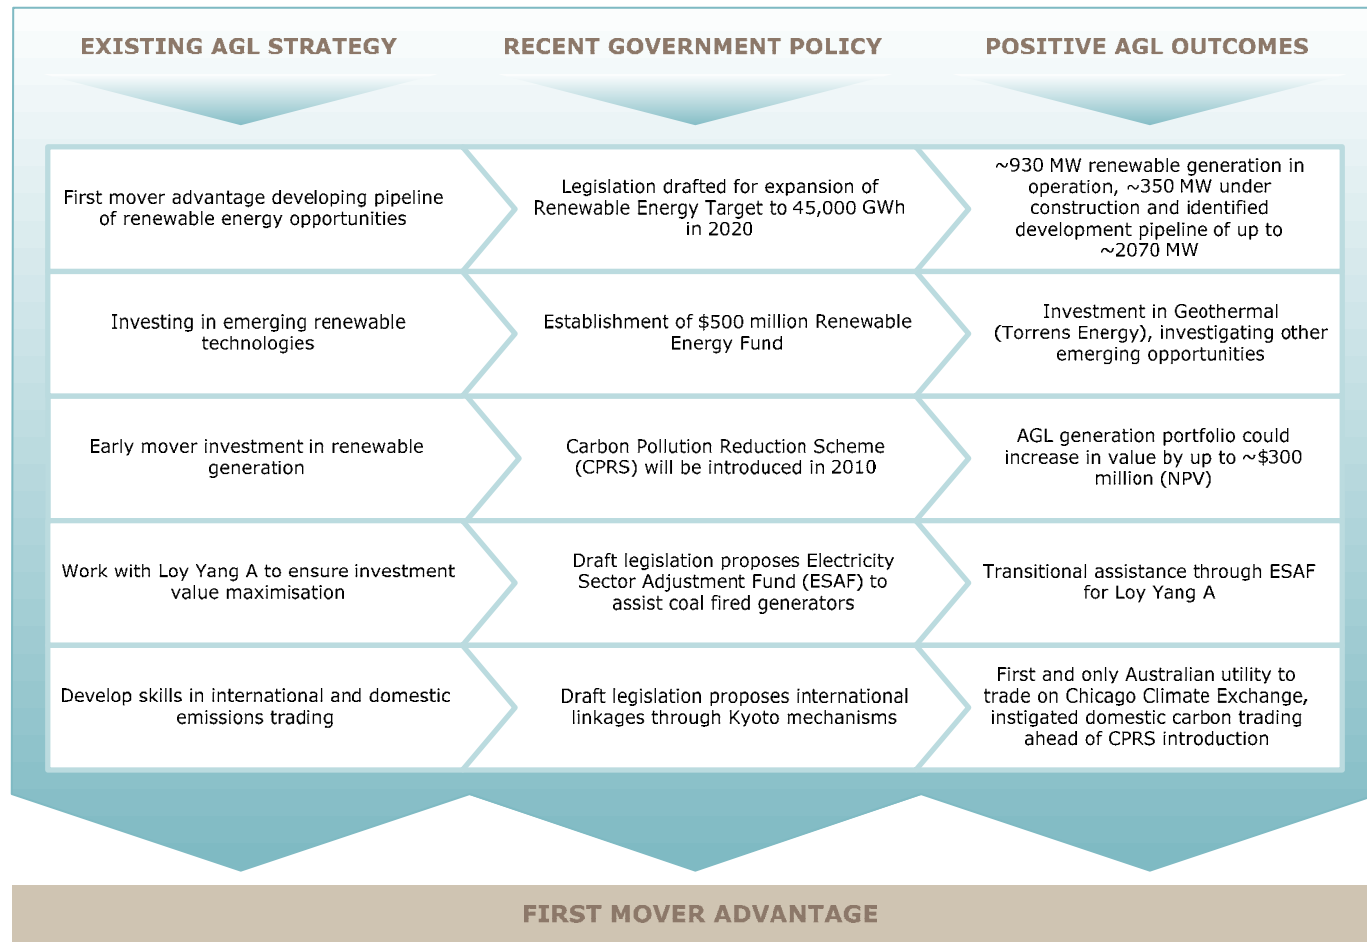 EXISTING AGL STRATEGY
RECENT GOVERNMENT POLICY
POSITIVE AGL OUTCOMES
First mover advantage developing pipeline
of renewable energy opportunities
Legislation drafted for expansion of
Renewable Energy Target to 45,000 GWh
in 2020
~930 MW renewable generation in
operation, ~350 MW under
construction and identified
development pipeline of up to
~2070 MW
Investing in emerging renewable
technologies
Establishment of $500 million Renewable
Energy Fund
Investment in Geothermal
(Torrens Energy), investigating other
emerging opportunities
Early mover investment in renewable
generation
Carbon Pollution Reduction Scheme
(CPRS) will be introduced in 2010
AGL generation portfolio could
increase in value by up to ~$300
million (NPV)
Work with Loy Yang A to ensure investment
value maximisation
Draft legislation proposes Electricity
Sector Adjustment Fund (ESAF) to
assist coal fired generators
Transitional assistance through ESAF
for Loy Yang A
Develop skills in international and domestic
emissions trading
Draft legislation proposes international
linkages through Kyoto mechanisms
First and only Australian utility to
trade on Chicago Climate Exchange,
instigated domestic carbon trading
ahead of CPRS introduction
FIRST MOVER ADVANTAGE